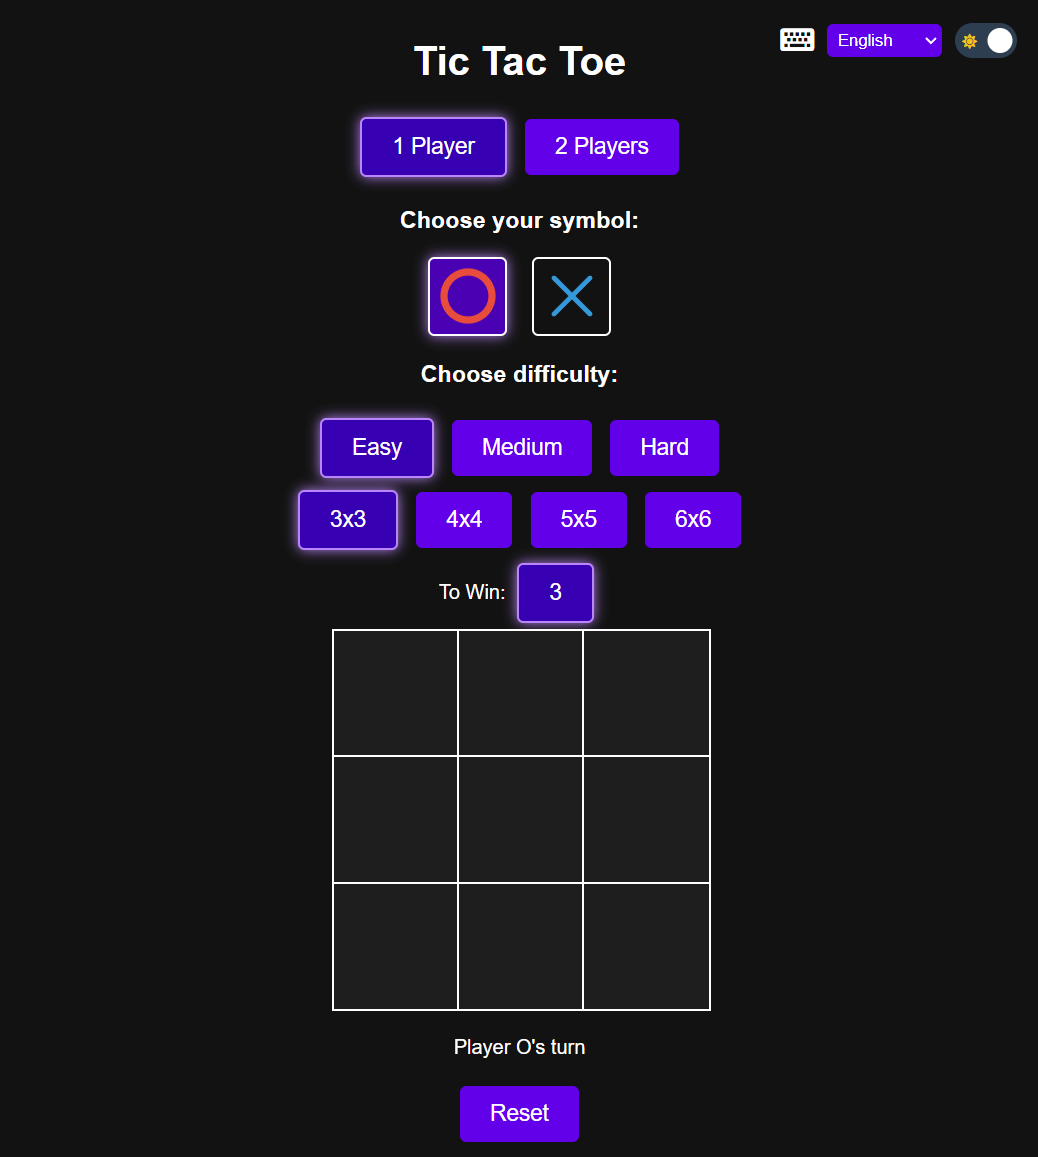 English
Tic Tac Toe
1 Player 2 Players
Choose your symbol:
Choose difficulty:
Easy Medium Hard
3x3 4x4 5x5 6x6
To Win: 3
Player O's turn
Reset